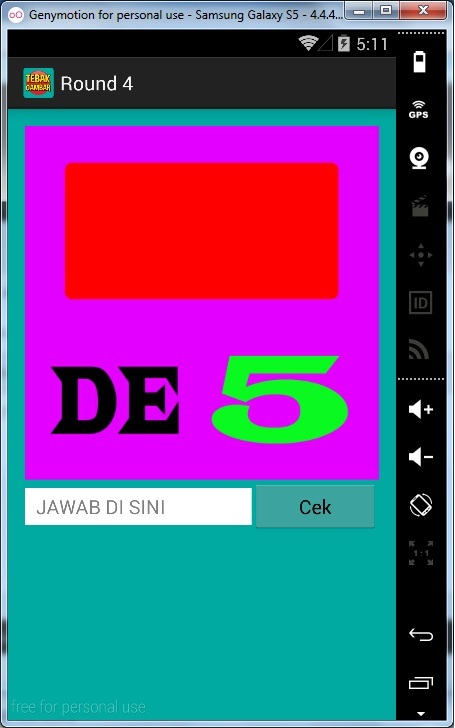 Genymotion for personal use - Samsung Galaxy S5 - 4.4.4...
5:11
TEBAK
GAMBAR
Round 4
GPS
ID
DE 5
JAWAB DI SINI
Cek
1:1
free for personal use